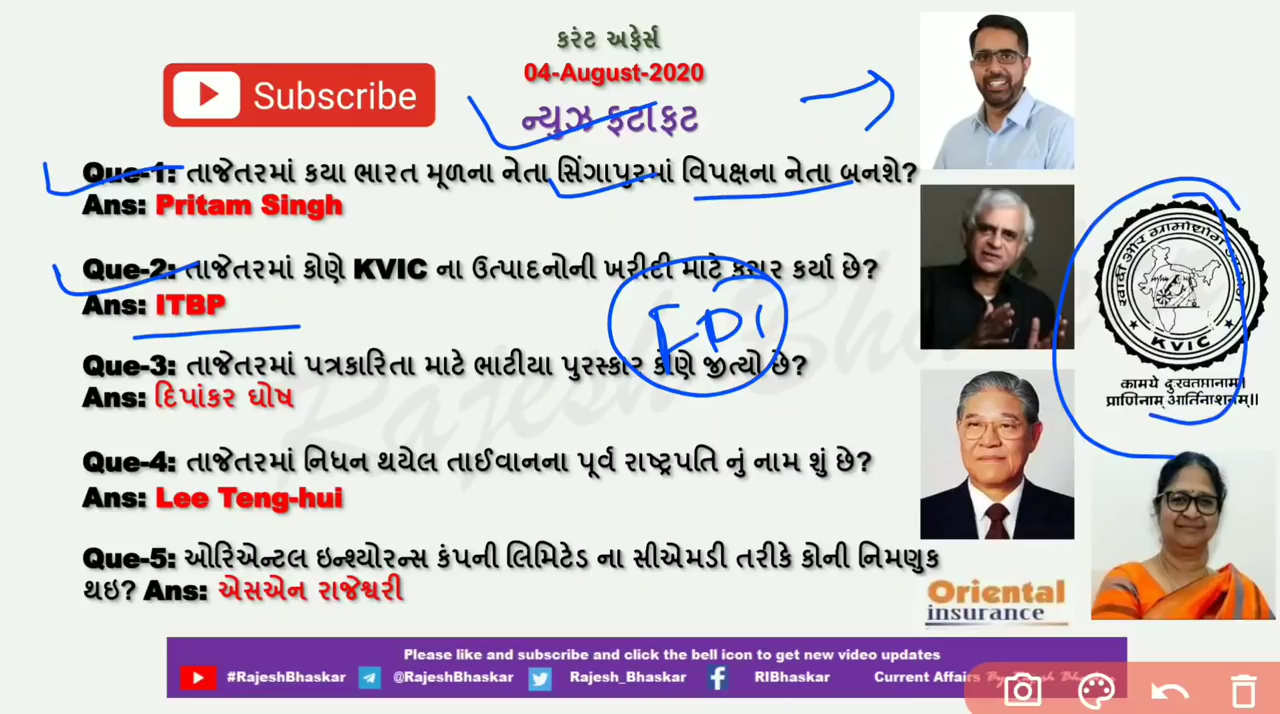 કરંટ અફેર્સ
04-August-2020
ન્યુઝ ફટાફટ
Subscribe
Que-1: તાજેતરમાં કયા ભારત મૂળના નેતા સિંગાપુરમાં વિપક્ષના નેતા બનશે?
Ans: Pritam Singh
Que-2: તાજેતરમાં કોણે KVIC ના ઉત્પાદનોની ખરીદી માટે કરાર કર્યા છે?
Ans: ITBP
Que-3: તાજેતરમાં પત્રકારિતા માટે ભાટીયા પુરસ્કાર કોણે જીત્યો છે?
Ans: દિપાંકર ઘોષ
Que-4: તાજેતરમાં નિધન થયેલ તાઈવાનના પૂર્વ રાષ્ટ્રપતિ નું નામ શું છે?
Ans: Lee Teng-hui
Que-5: ઓરિએન્ટલ ઇન્શ્યોરન્સ કંપની લિમિટેડ ના સીએમડી તરીકે કોની નિમણુક
થઇ? Ans: એસએન રાજેશ્વરી
KVIC
कामये दुःखतप्तानाम्।
प्राणिनाम् आर्तिनाशनम्॥
Oriental
insurance
Please like and subscribe and click the bell icon to get new video updates
#RajeshBhaskar @RajeshBhaskar Rajesh_Bhaskar RIBhaskar Current Affairs By Rajesh Bhaskar